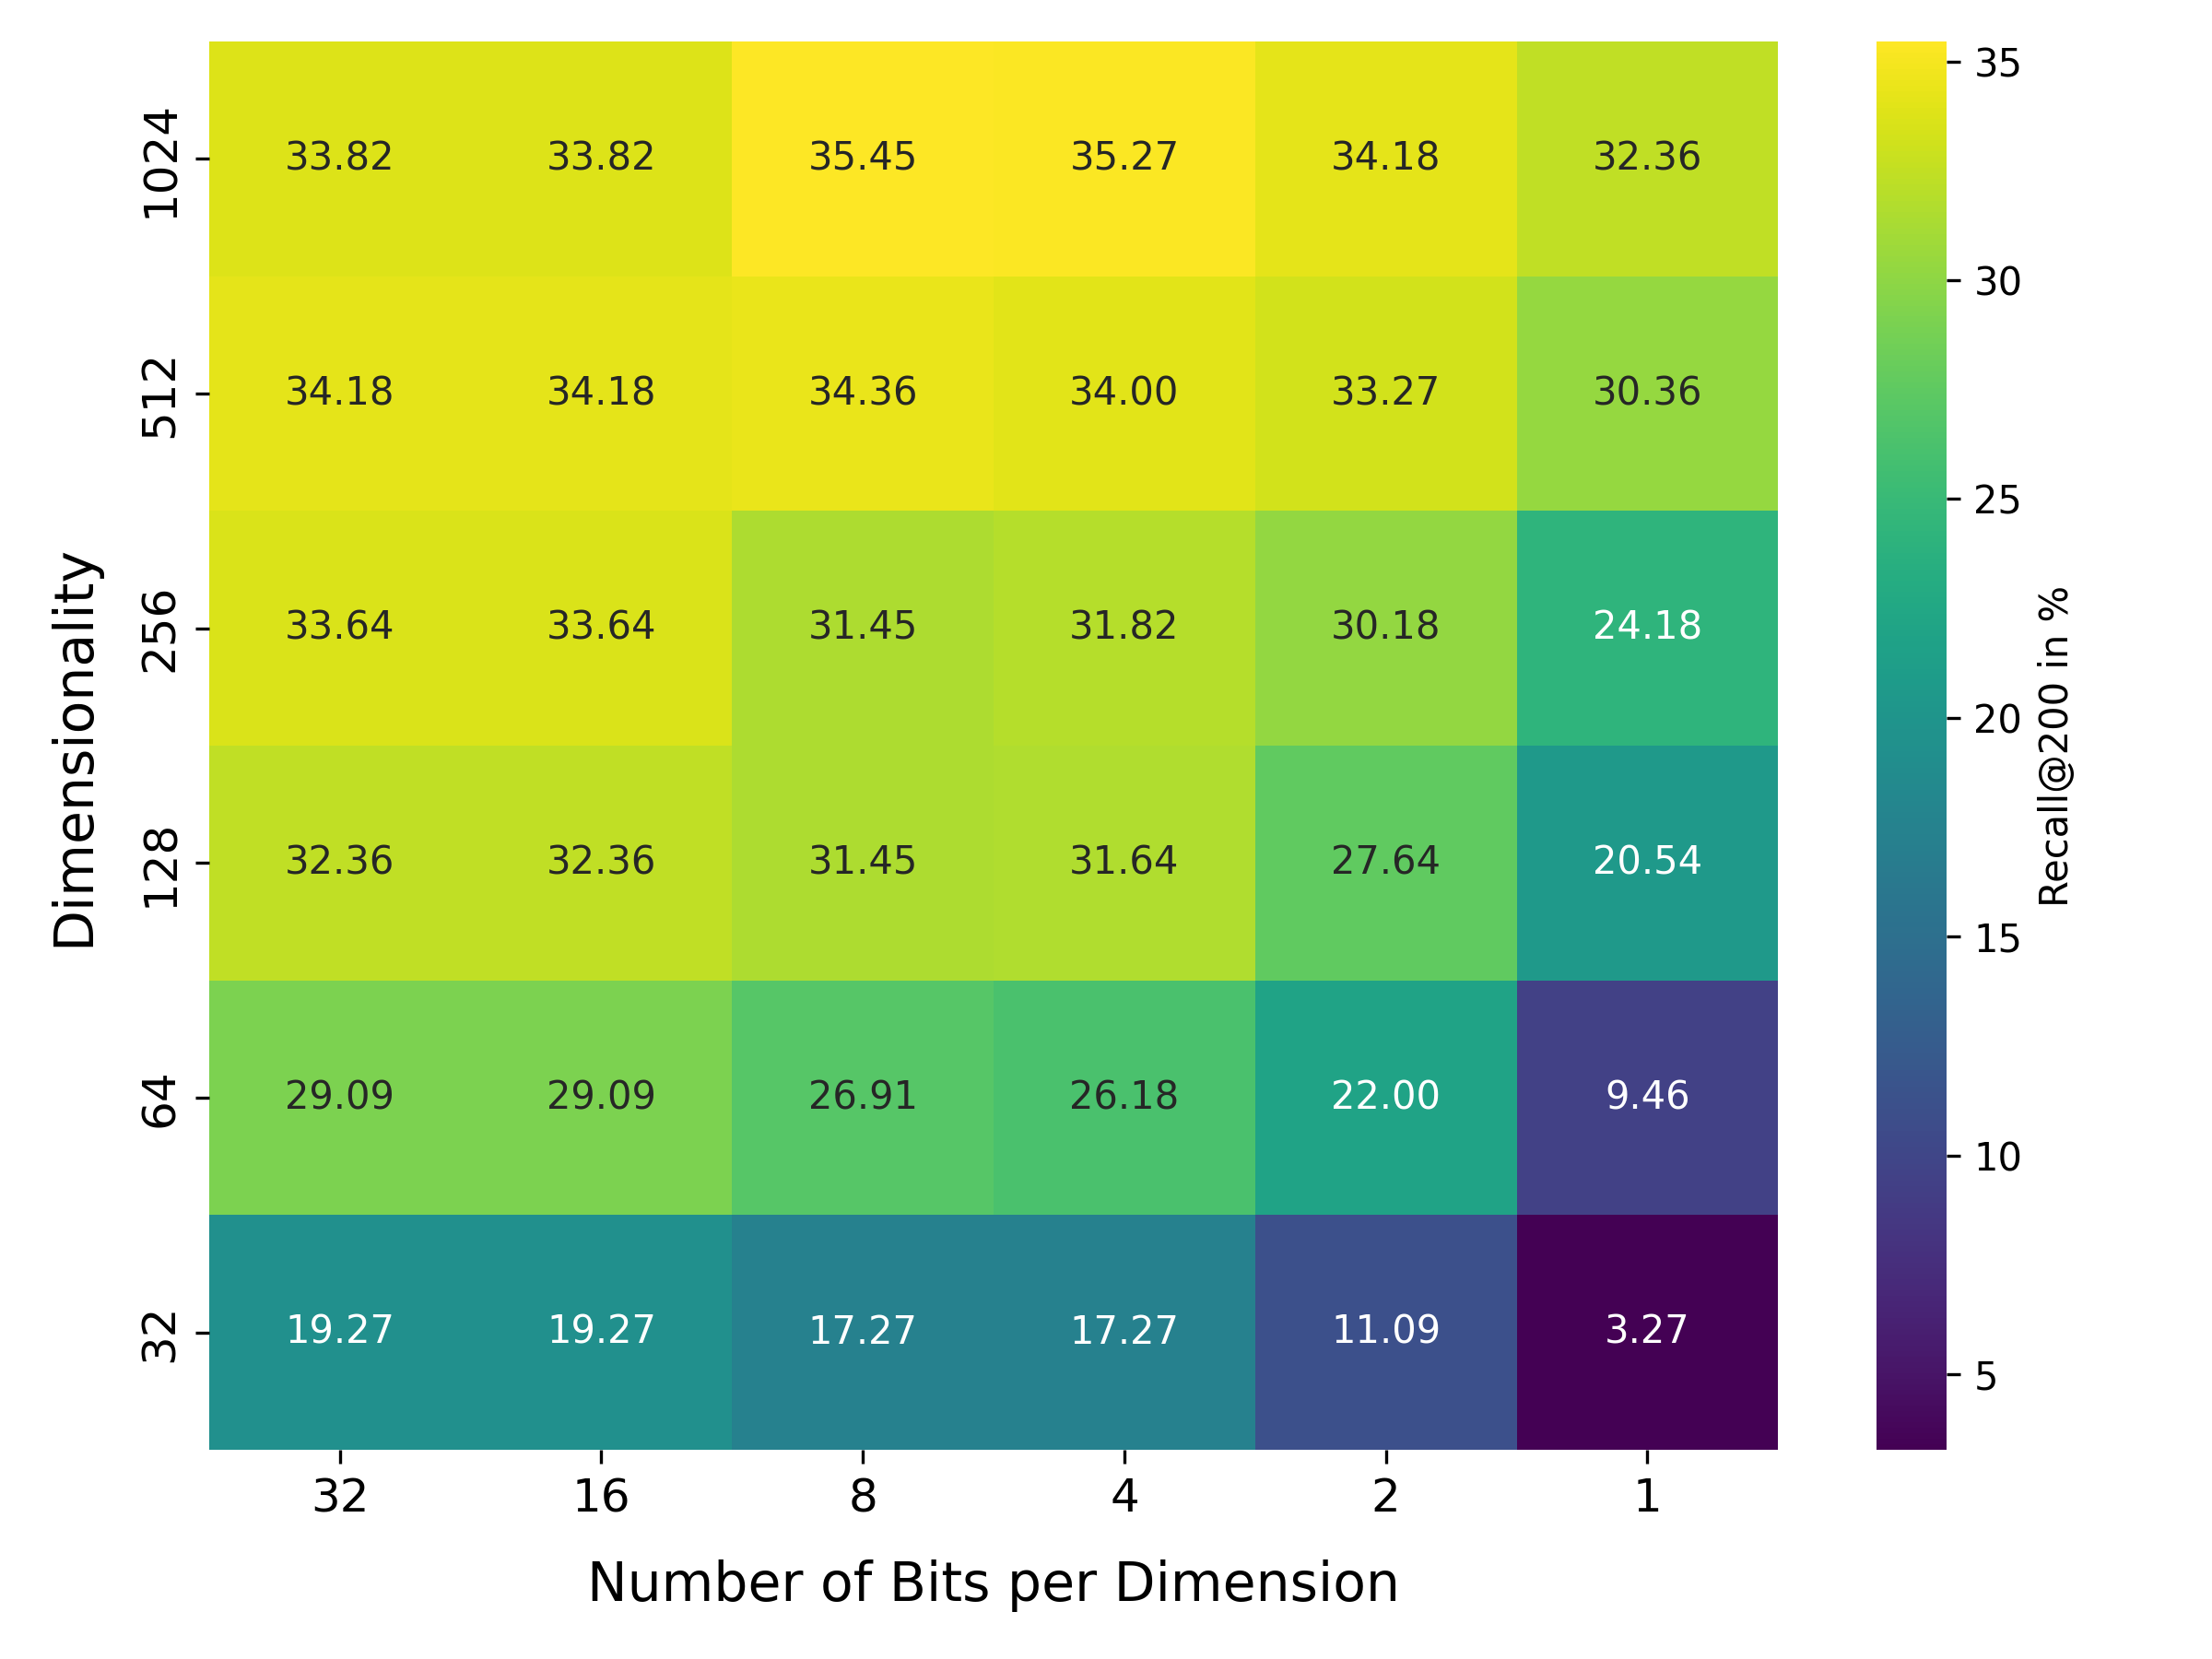 1024 33.82 33.82 35.45 35.27 34.18 32.36
512 34.18 34.18 34.36 34.00 33.27 30.36
256 33.64 33.64 31.45 31.82 30.18 24.18
128 32.36 32.36 31.45 31.64 27.64 20.54
64 29.09 29.09 26.91 26.18 22.00 9.46
32 19.27 19.27 17.27 17.27 11.09 3.27
32 16 8 4 2 1
Number of Bits per Dimension
Dimensionality
35
30
25
20
15
10
5
Recall@200 in %